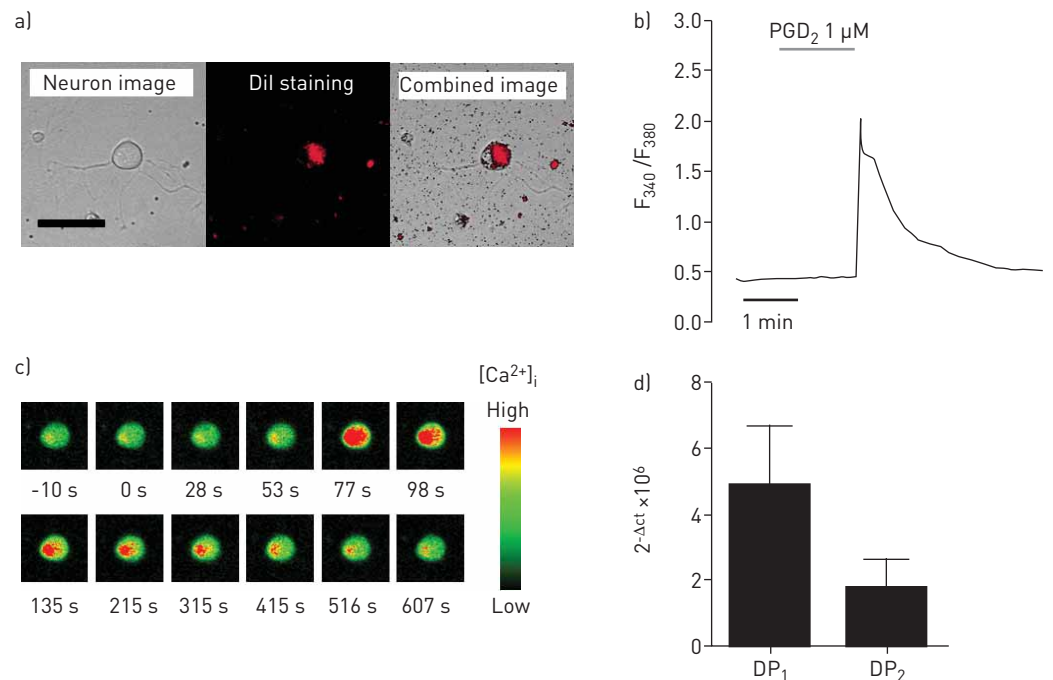 a)
Neuron image
DiI staining
Combined image
b)
PGD₂ 1 µM
F₃₄₀ /F₃₈₀
3.0
2.5
2.0
1.5
1.0
0.5
0.0
1 min
c)
[Ca²⁺]ᵢ
High
Low
-10 s 0 s 28 s 53 s 77 s 98 s
135 s 215 s 315 s 415 s 516 s 607 s
d)
2⁻Δct ×10⁶
8
6
4
2
0
DP₁ DP₂